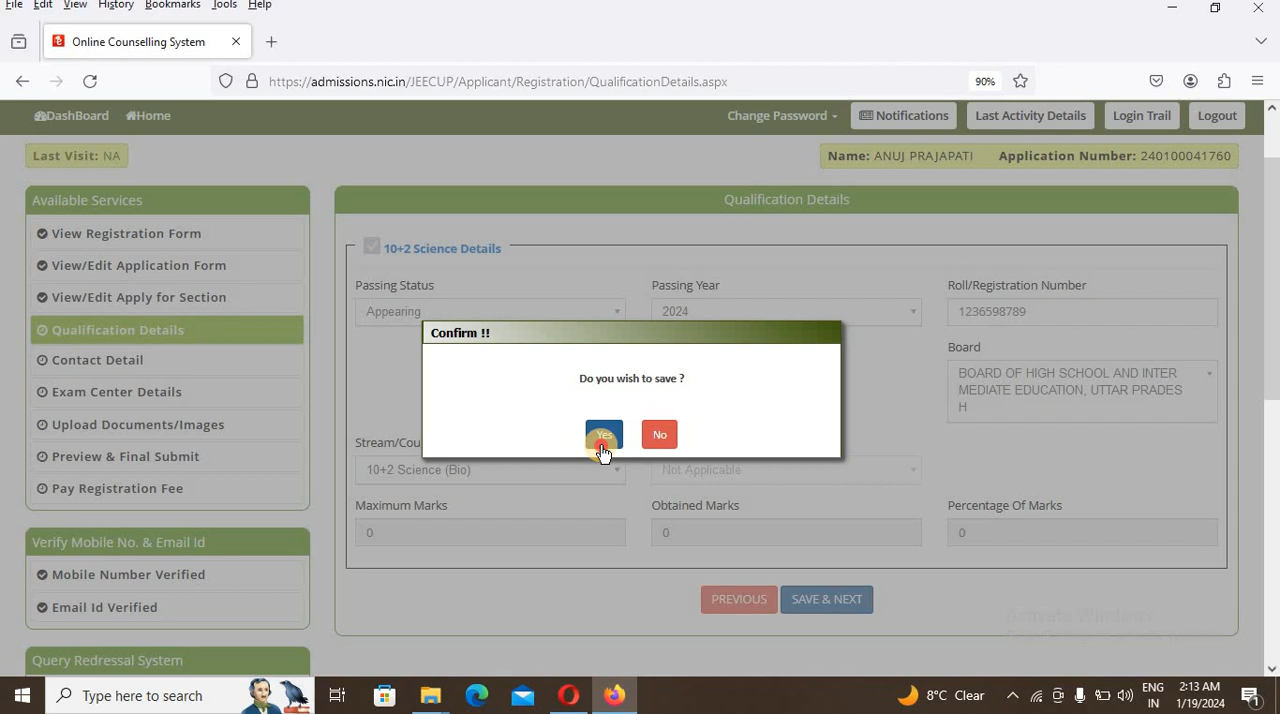 File Edit View History Bookmarks Tools Help
Online Counselling System
https://admissions.nic.in/JEECUP/Applicant/Registration/QualificationDetails.aspx 90%
DashBoard Home Change Password Notifications Last Activity Details Login Trail Logout
Last Visit: NA Name: ANUJ PRAJAPATI Application Number: 240100041760
Available Services
View Registration Form
View/Edit Application Form
View/Edit Apply for Section
Qualification Details
Contact Detail
Exam Center Details
Upload Documents/Images
Preview & Final Submit
Pay Registration Fee
Verify Mobile No. & Email Id
Mobile Number Verified
Email Id Verified
Query Redressal System
Qualification Details
10+2 Science Details
Passing Status Passing Year Roll/Registration Number
Appearing 2024 1236598789
Board
BOARD OF HIGH SCHOOL AND INTER
MEDIATE EDUCATION, UTTAR PRADES
H
Confirm !!
Do you wish to save ?
Yes No
Stream/Cou
10+2 Science (Bio) Not Applicable
Maximum Marks Obtained Marks Percentage Of Marks
0 0 0
PREVIOUS SAVE & NEXT
Activate Windows
Type here to search
8°C Clear
ENG
IN
2:13 AM
1/19/2024
1